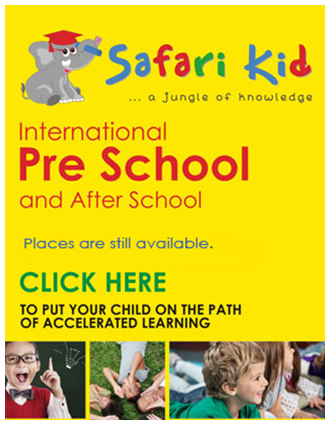 Safari Kid
... a jungle of knowledge
International
Pre School
and After School
Places are still available.
CLICK HERE
TO PUT YOUR CHILD ON THE PATH
OF ACCELERATED LEARNING